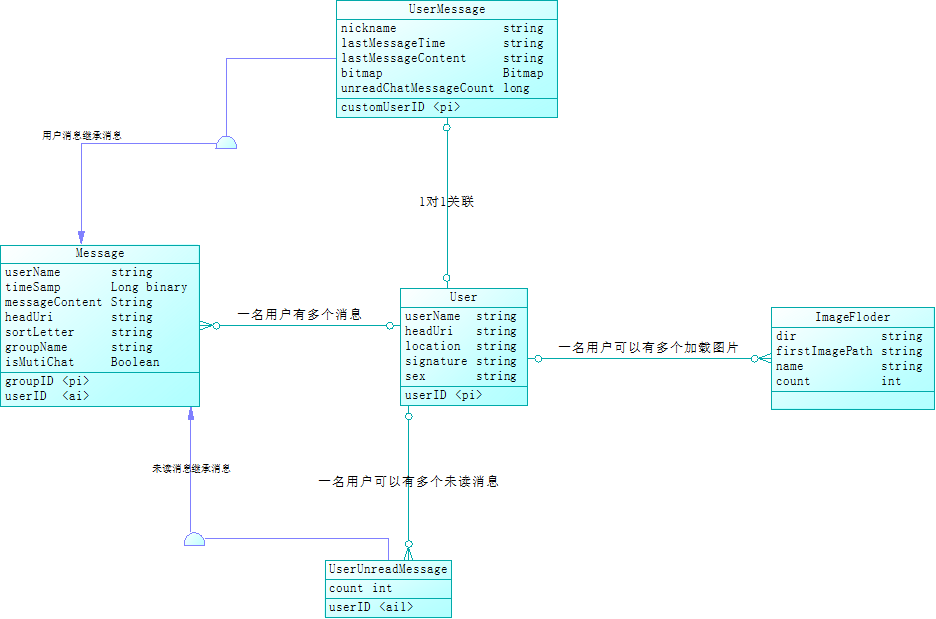 UserMessage
nickname string
lastMessageTime string
lastMessageContent string
bitmap Bitmap
unreadChatMessageCount long
customUserID <pi>
用户消息继承消息
1对1关联
Message
userName string
timeSamp Long binary
messageContent String
headUri string
sortLetter string
groupName string
isMutiChat Boolean
groupID <pi>
userID <ai>
一名用户有多个消息
User
userName string
headUri string
location string
signature string
sex string
userID <pi>
一名用户可以有多个加载图片
ImageFloder
dir string
firstImagePath string
name string
count int
未读消息继承消息
一名用户可以有多个未读消息
UserUnreadMessage
count int
userID <ai1>